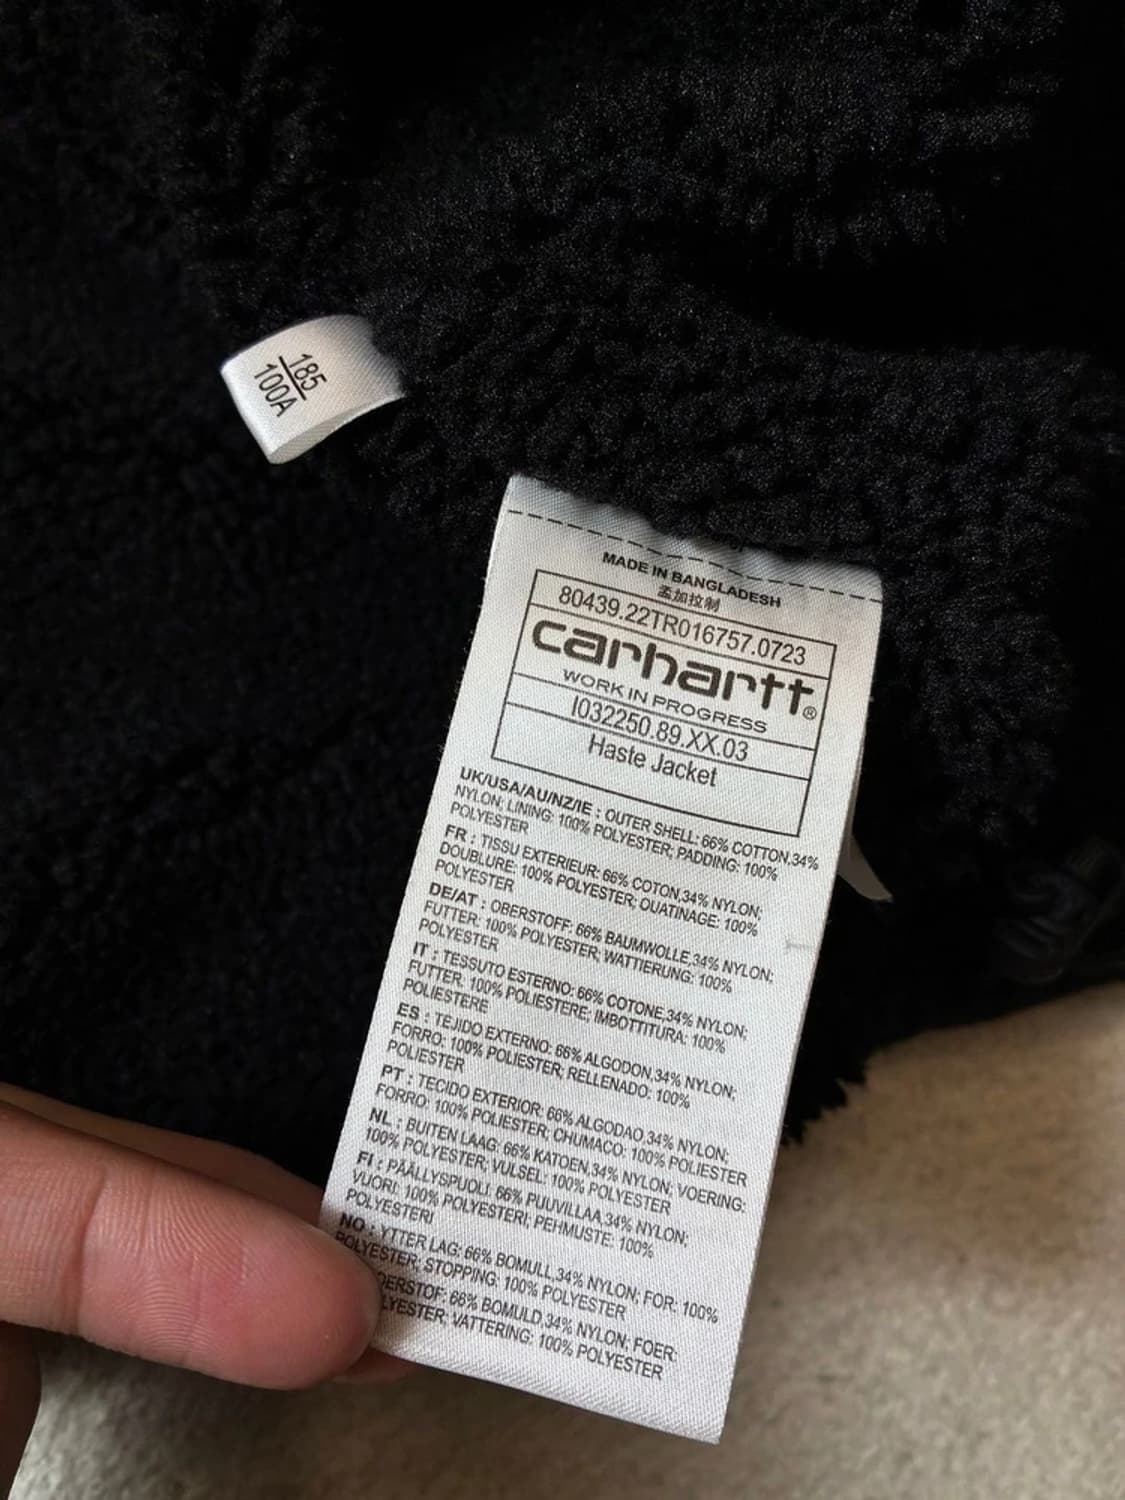 185
100A
MADE IN BANGLADESH
孟加拉制
80439.22TR016757.0723
carhartt®
WORK IN PROGRESS
I032250.89.XX.03
Haste Jacket
UK/USA/AU/NZ/IE : OUTER SHELL: 66% COTTON,34%
NYLON; LINING: 100% POLYESTER; PADDING: 100%
POLYESTER
FR : TISSU EXTERIEUR: 66% COTON,34% NYLON;
DOUBLURE: 100% POLYESTER; OUATINAGE: 100%
POLYESTER
DE/AT : OBERSTOFF: 66% BAUMWOLLE,34% NYLON;
FUTTER: 100% POLYESTER; WATTIERUNG: 100%
POLYESTER
IT : TESSUTO ESTERNO: 66% COTONE,34% NYLON;
FUTTER: 100% POLIESTERE; IMBOTTITURA: 100%
POLIESTERE
ES : TEJIDO EXTERNO: 66% ALGODON,34% NYLON;
FORRO: 100% POLIESTER; RELLENADO: 100%
POLIESTER
PT : TECIDO EXTERIOR: 66% ALGODAO,34% NYLON;
FORRO: 100% POLIESTER; CHUMACO: 100% POLIESTER
NL : BUITEN LAAG: 66% KATOEN,34% NYLON; VOERING:
100% POLYESTER; VULSEL: 100% POLYESTER
FI : PÄÄLLYSPUOLI: 66% PUUVILLAA,34% NYLON;
VUORI: 100% POLYESTERI; PEHMUSTE: 100%
POLYESTERI
NO : YTTER LAG: 66% BOMULL,34% NYLON; FOR: 100%
POLYESTER; STOPPING: 100% POLYESTER
DERSTOF: 66% BOMULD,34% NYLON; FOER:
LYESTER; VATTERING: 100% POLYESTER